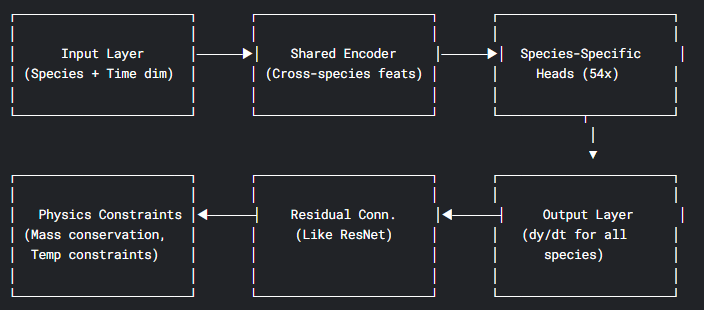 Input Layer
(Species + Time dim)
Shared Encoder
(Cross-species feats)
Species-Specific
Heads (54x)
Physics Constraints
(Mass conservation,
Temp constraints)
Residual Conn.
(Like ResNet)
Output Layer
(dy/dt for all
species)